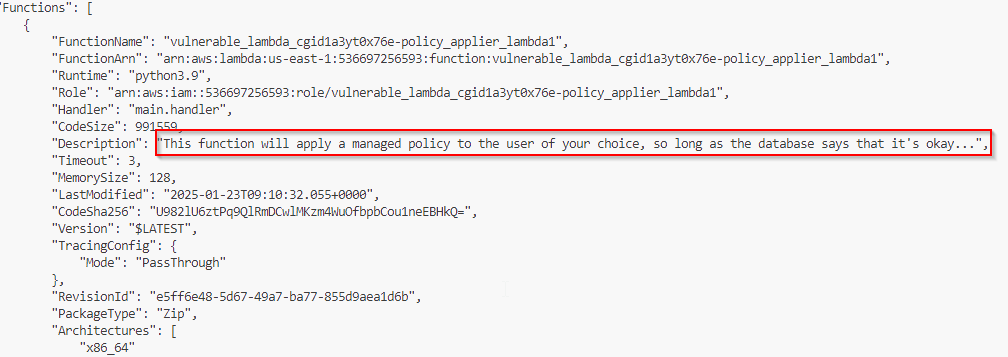 "Functions": [
{
"FunctionName": "vulnerable_lambda_cgid1a3yt0x76e-policy_applier_lambda1",
"FunctionArn": "arn:aws:lambda:us-east-1:536697256593:function:vulnerable_lambda_cgid1a3yt0x76e-policy_applier_lambda1",
"Runtime": "python3.9",
"Role": "arn:aws:iam::536697256593:role/vulnerable_lambda_cgid1a3yt0x76e-policy_applier_lambda1",
"Handler": "main.handler",
"CodeSize": 991559,
"Description": "This function will apply a managed policy to the user of your choice, so long as the database says that it's okay...",
"Timeout": 3,
"MemorySize": 128,
"LastModified": "2025-01-23T09:10:32.055+0000",
"CodeSha256": "U982lU6ztPq9QlRmDCwlMKzm4WuOfbpbCou1neEBHkQ=",
"Version": "$LATEST",
"TracingConfig": {
"Mode": "PassThrough"
},
"RevisionId": "e5ff6e48-5d67-49a7-ba77-855d9aea1d6b",
"PackageType": "Zip",
"Architectures": [
"x86_64"